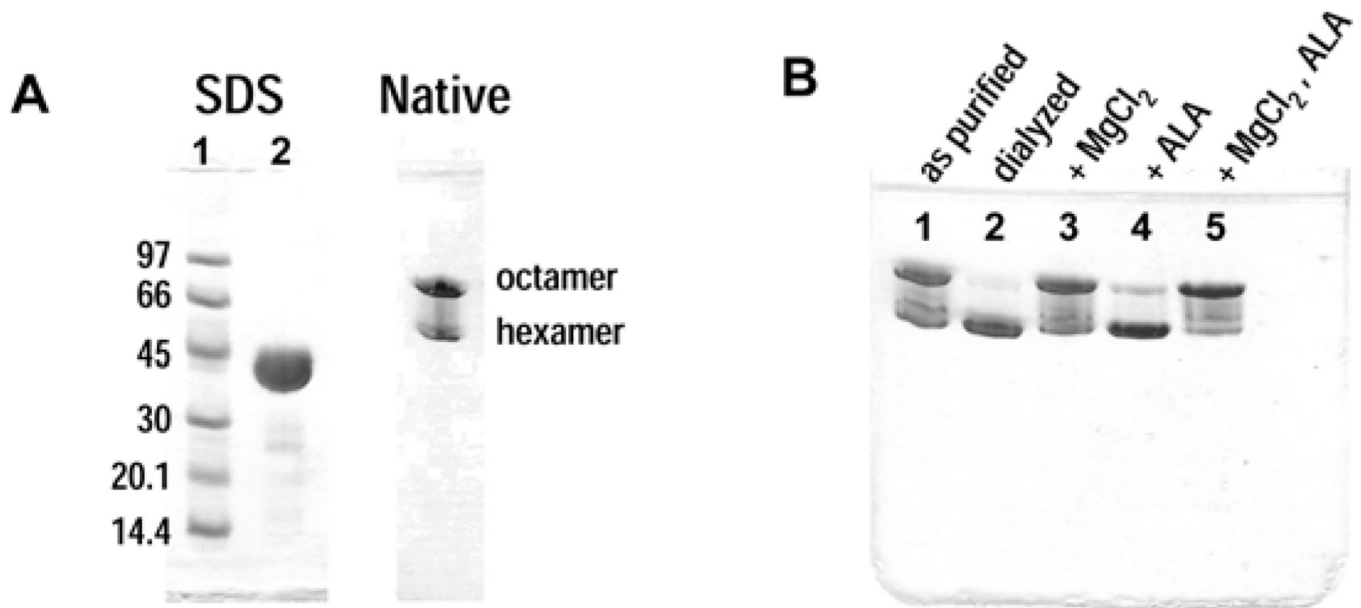 A
SDS
Native
1 2
97
66
45
30
20.1
14.4
octamer
hexamer
B
as purified
dialyzed
+ MgCl₂
+ ALA
+ MgCl₂, ALA
1 2 3 4 5